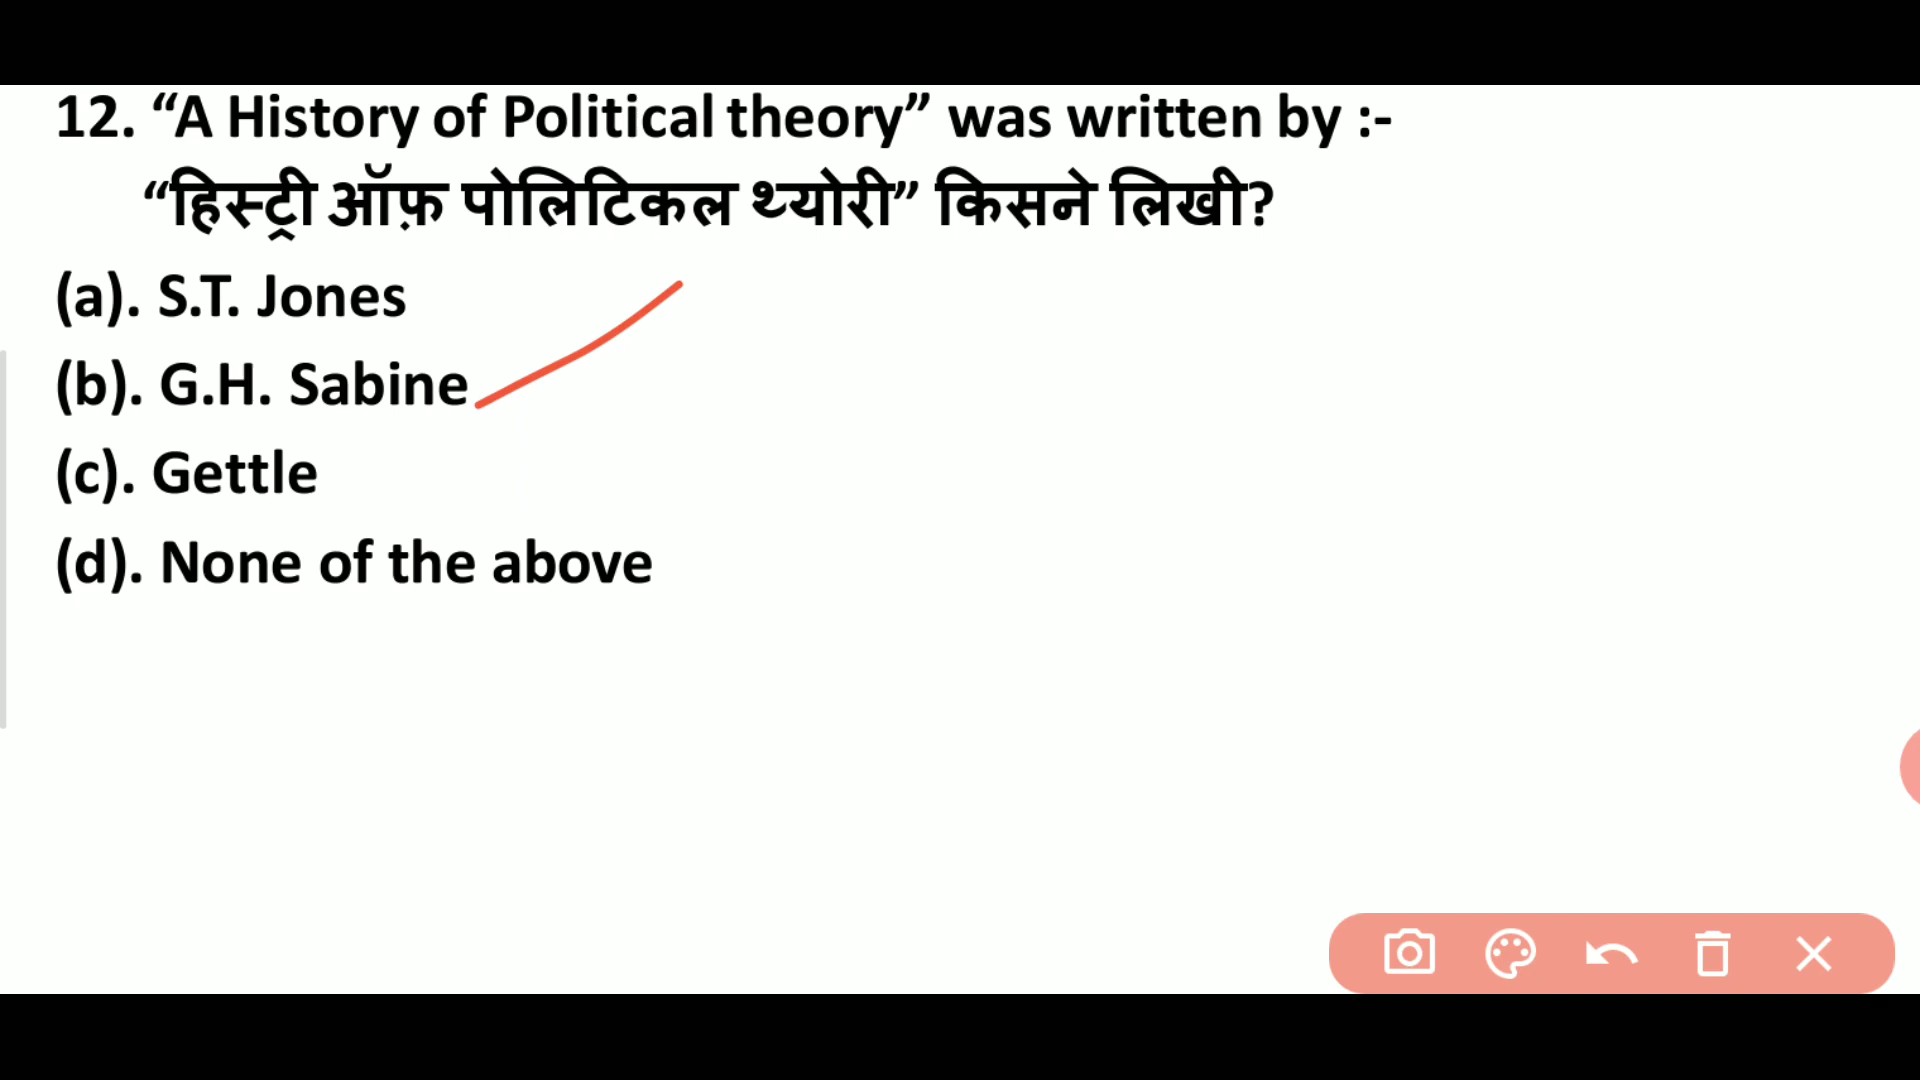 12. “A History of Political theory” was written by :-
“हिस्ट्री ऑफ़ पोलिटिकल थ्योरी” किसने लिखी?
(a). S.T. Jones
(b). G.H. Sabine
(c). Gettle
(d). None of the above